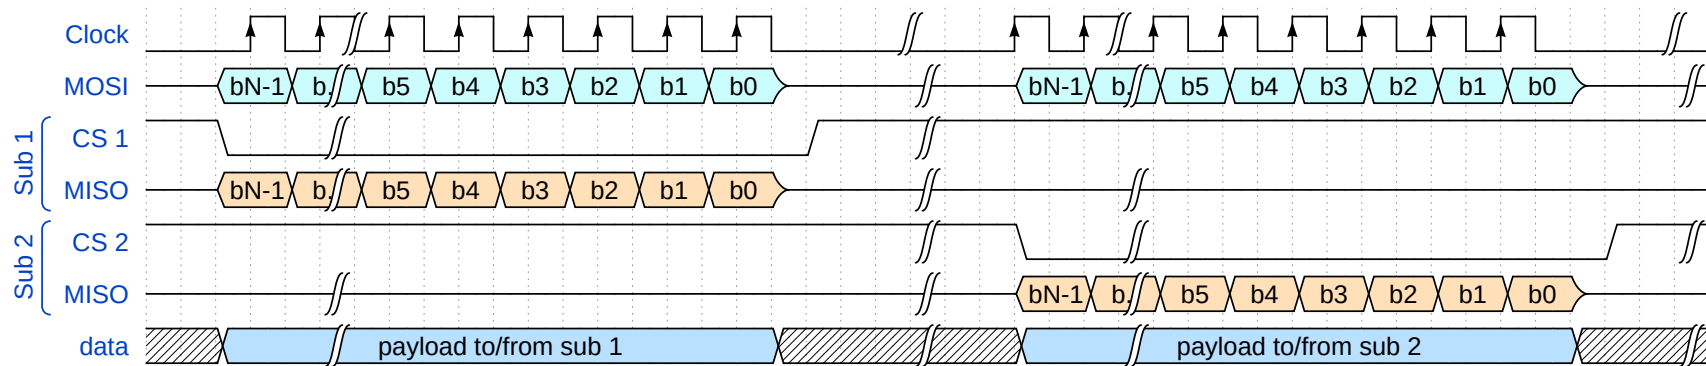 Clock
MOSI bN-1 b. b5 b4 b3 b2 b1 b0 bN-1 b. b5 b4 b3 b2 b1 b0
Sub 1
CS 1
MISO bN-1 b. b5 b4 b3 b2 b1 b0
Sub 2
CS 2
MISO bN-1 b. b5 b4 b3 b2 b1 b0
data payload to/from sub 1 payload to/from sub 2